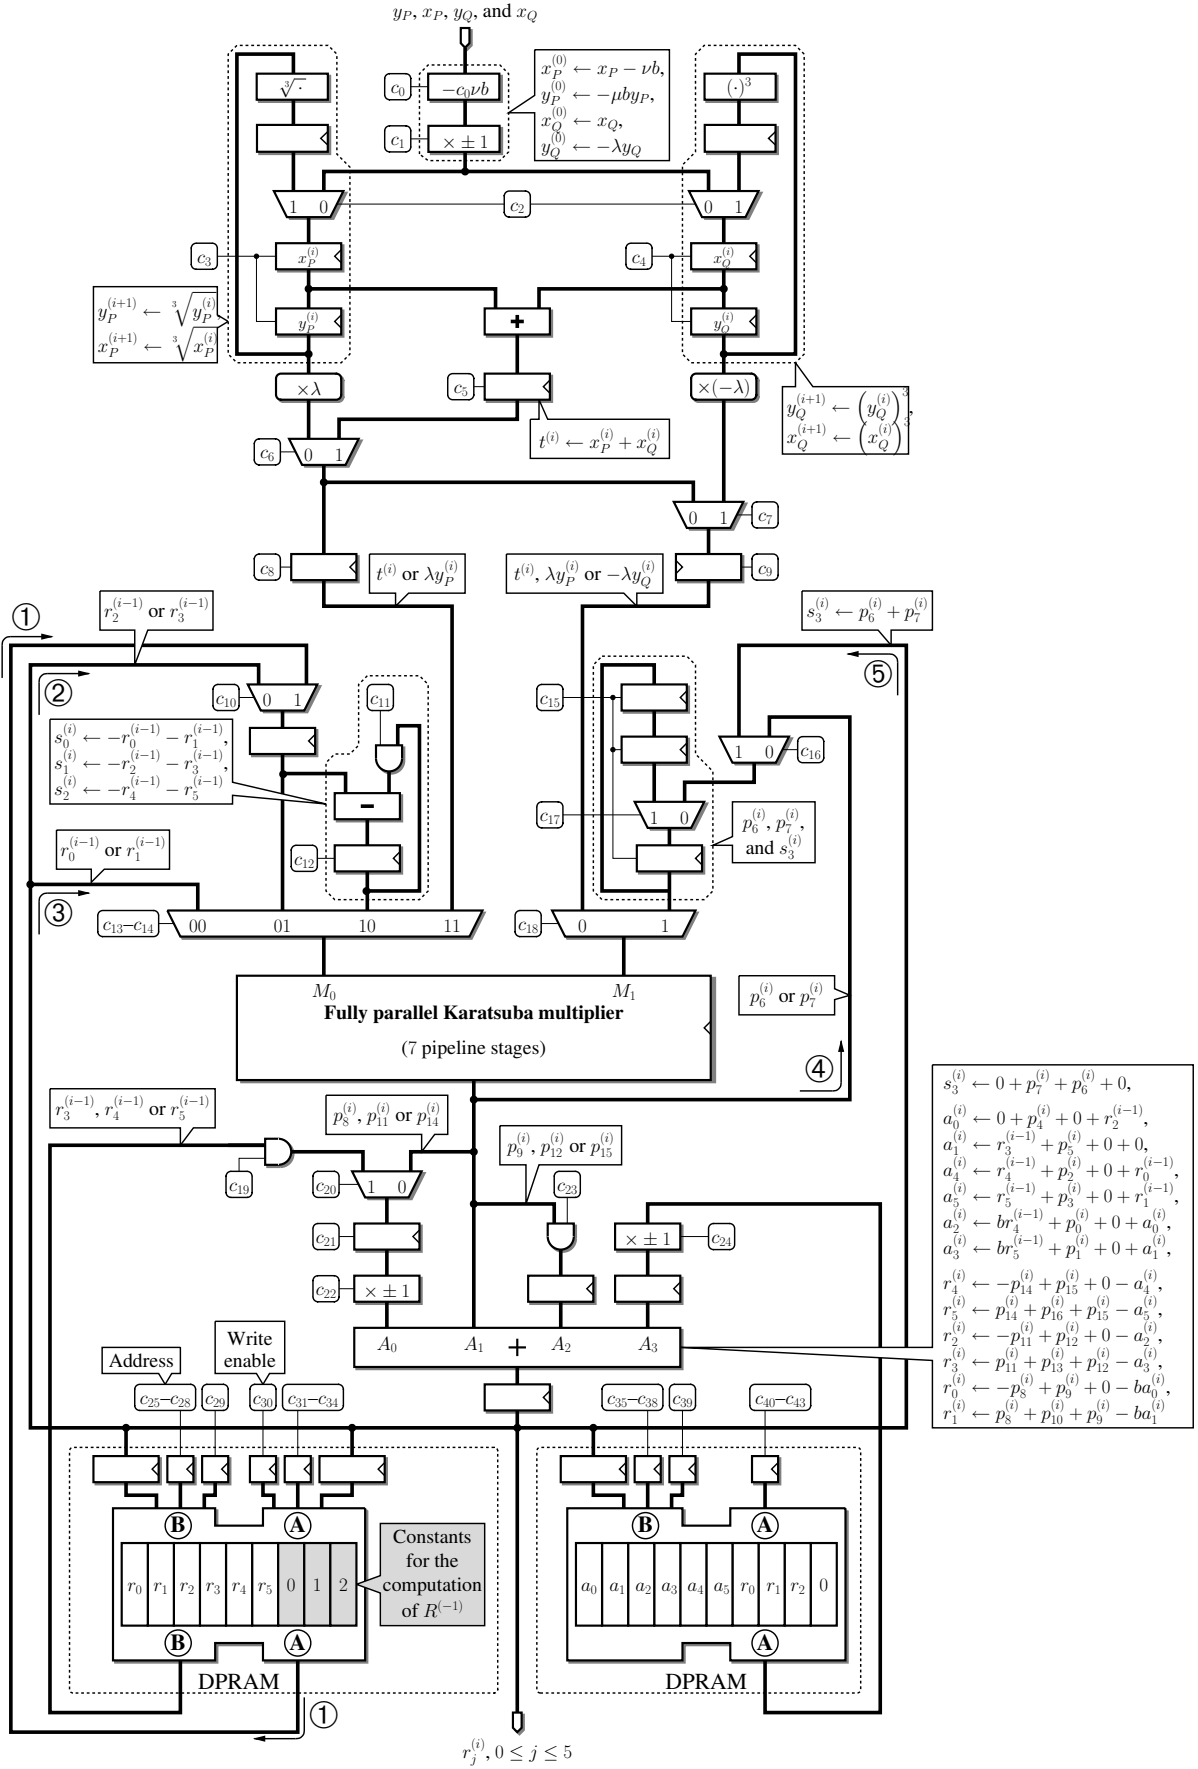 y_P, x_P, y_Q, and x_Q
∛·
c_0
−c_0νb
c_1
× ± 1
x_P^{(0)} ← x_P − νb,
y_P^{(0)} ← −μby_P,
x_Q^{(0)} ← x_Q,
y_Q^{(0)} ← −λy_Q
(·)^3
1 0
c_2
0 1
c_3
x_P^{(i)}
c_4
x_Q^{(i)}
y_P^{(i)}
+
y_Q^{(i)}
y_P^{(i+1)} ← ∛y_P^{(i)}
x_P^{(i+1)} ← ∛x_P^{(i)}
×λ
c_5
×(−λ)
y_Q^{(i+1)} ← (y_Q^{(i)})^3,
x_Q^{(i+1)} ← (x_Q^{(i)})^3
t^{(i)} ← x_P^{(i)} + x_Q^{(i)}
c_6
0 1
0 1
c_7
c_8
t^{(i)} or λy_P^{(i)}
t^{(i)}, λy_P^{(i)} or −λy_Q^{(i)}
c_9
①
r_2^{(i−1)} or r_3^{(i−1)}
s_3^{(i)} ← p_6^{(i)} + p_7^{(i)}
②
c_10
0 1
c_11
c_15
⑤
s_0^{(i)} ← −r_0^{(i−1)} − r_1^{(i−1)},
s_1^{(i)} ← −r_2^{(i−1)} − r_3^{(i−1)},
s_2^{(i)} ← −r_4^{(i−1)} − r_5^{(i−1)}
−
1 0
c_16
c_17
1 0
p_6^{(i)}, p_7^{(i)},
and s_3^{(i)}
r_0^{(i−1)} or r_1^{(i−1)}
c_12
③
c_13–c_14
00 01 10 11
c_18
0 1
M_0
M_1
Fully parallel Karatsuba multiplier
(7 pipeline stages)
p_6^{(i)} or p_7^{(i)}
④
r_3^{(i−1)}, r_4^{(i−1)} or r_5^{(i−1)}
p_8^{(i)}, p_11^{(i)} or p_14^{(i)}
p_9^{(i)}, p_12^{(i)} or p_15^{(i)}
c_19
c_20
1 0
c_23
c_21
× ± 1
c_24
c_22
× ± 1
A_0 A_1 + A_2 A_3
s_3^{(i)} ← 0 + p_7^{(i)} + p_6^{(i)} + 0,
a_0^{(i)} ← 0 + p_4^{(i)} + 0 + r_2^{(i−1)},
a_1^{(i)} ← r_3^{(i−1)} + p_5^{(i)} + 0 + 0,
a_4^{(i)} ← r_4^{(i−1)} + p_2^{(i)} + 0 + r_0^{(i−1)},
a_5^{(i)} ← r_5^{(i−1)} + p_3^{(i)} + 0 + r_1^{(i−1)},
a_2^{(i)} ← br_4^{(i−1)} + p_0^{(i)} + 0 + a_0^{(i)},
a_3^{(i)} ← br_5^{(i−1)} + p_1^{(i)} + 0 + a_1^{(i)},
r_4^{(i)} ← −p_14^{(i)} + p_15^{(i)} + 0 − a_4^{(i)},
r_5^{(i)} ← p_14^{(i)} + p_16^{(i)} + p_15^{(i)} − a_5^{(i)},
r_2^{(i)} ← −p_11^{(i)} + p_12^{(i)} + 0 − a_2^{(i)},
r_3^{(i)} ← p_11^{(i)} + p_13^{(i)} + p_12^{(i)} − a_3^{(i)},
r_0^{(i)} ← −p_8^{(i)} + p_9^{(i)} + 0 − ba_0^{(i)},
r_1^{(i)} ← p_8^{(i)} + p_10^{(i)} + p_9^{(i)} − ba_1^{(i)}
Address
Write
enable
c_25–c_28
c_29
c_30
c_31–c_34
c_35–c_38
c_39
c_40–c_43
B A
B A
r_0 r_1 r_2 r_3 r_4 r_5 0 1 2
Constants
for the
computation
of R^{(−1)}
a_0 a_1 a_2 a_3 a_4 a_5 r_0 r_1 r_2 0
B A
A
DPRAM
DPRAM
①
r_j^{(i)}, 0 ≤ j ≤ 5